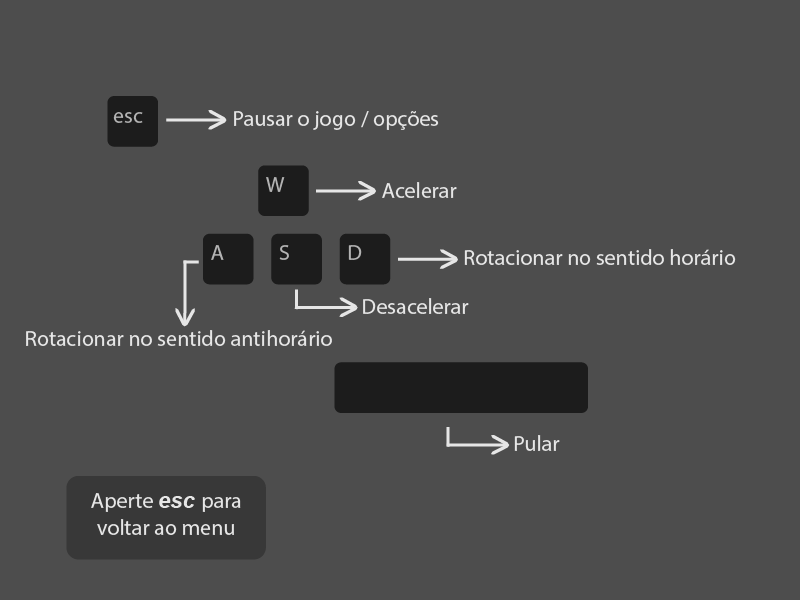 esc
Pausar o jogo / opções
W
Acelerar
A
S
D
Rotacionar no sentido horário
Desacelerar
Rotacionar no sentido antihorário
Pular
Aperte esc para
voltar ao menu